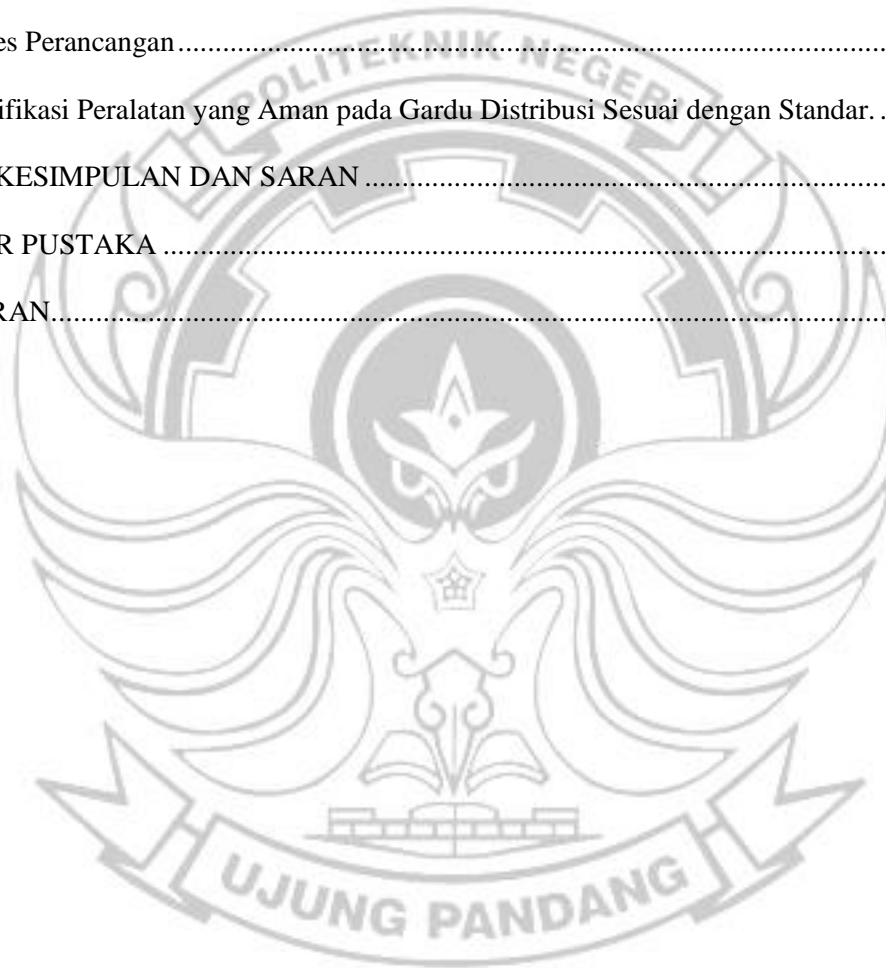 es Perancangan
ifikasi Peralatan yang Aman pada Gardu Distribusi Sesuai dengan Standar. .
KESIMPULAN DAN SARAN
R PUSTAKA
RAN
POLITEKNIK NEGERI
UJUNG PANDANG